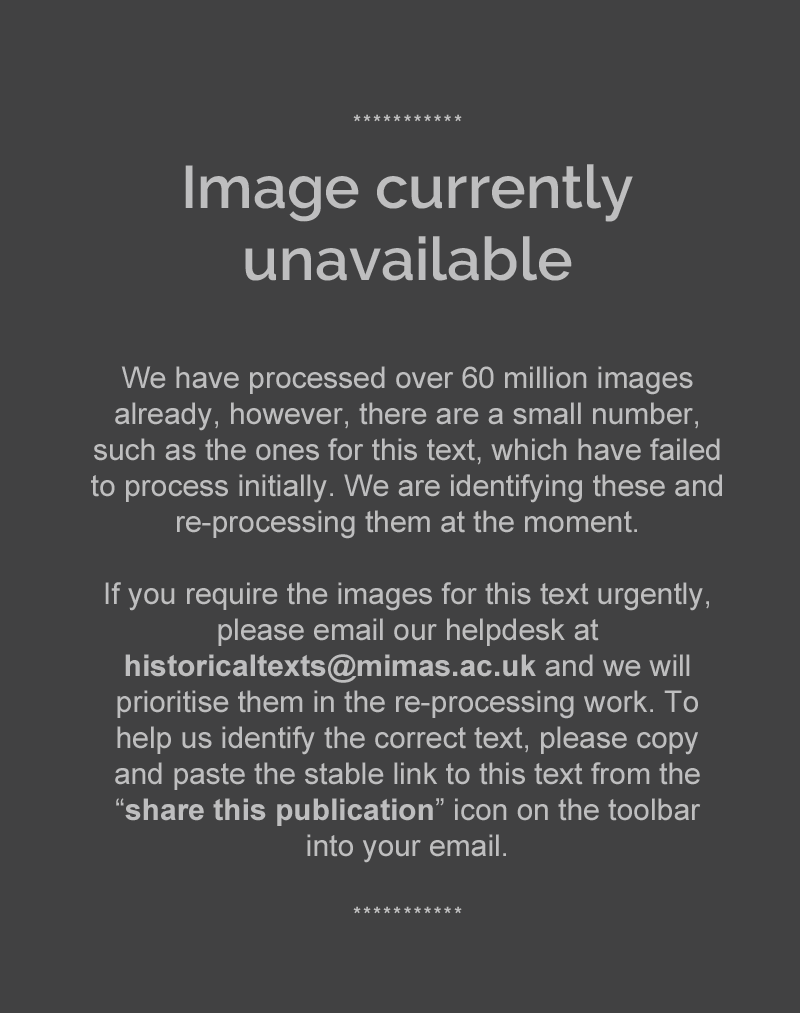 ***********
Image currently
unavailable
We have processed over 60 million images
already, however, there are a small number,
such as the ones for this text, which have failed
to process initially. We are identifying these and
re-processing them at the moment.
If you require the images for this text urgently,
please email our helpdesk at
historicaltexts@mimas.ac.uk and we will
prioritise them in the re-processing work. To
help us identify the correct text, please copy
and paste the stable link to this text from the
“share this publication” icon on the toolbar
into your email.
***********